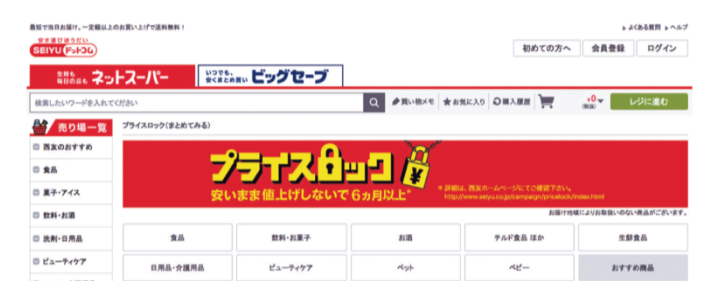 最短で当日お届け。一定額以上のお買い上げで送料無料！
よくある質問 ヘルプ
安さ選びほうだい
SEIYU ドットコム
初めての方へ 会員登録 ログイン
生鮮も毎日の品も ネットスーパー
いつでも、安くまとめ買い ビッグセーブ
検索したいワードを入れてください
買い物メモ お気に入り 購入履歴
¥0
(税抜)
レジに進む
売り場一覧
プライスロック(まとめてみる)
西友のおすすめ
食品
菓子・アイス
飲料・お酒
洗剤・日用品
ビューティケア
プライスロック
¥
安いまま値上げしないで6ヵ月以上*
*詳細は、西友ホームページにてご確認下さい。
http://www.seiyu.co.jp/campaign/pricelock/index.html
お届け地域によりお取扱いのない商品がございます。
食品 飲料・お菓子 お酒 チルド食品 ほか 生鮮食品
日用品・介護用品 ビューティケア ペット ベビー おすすめ商品